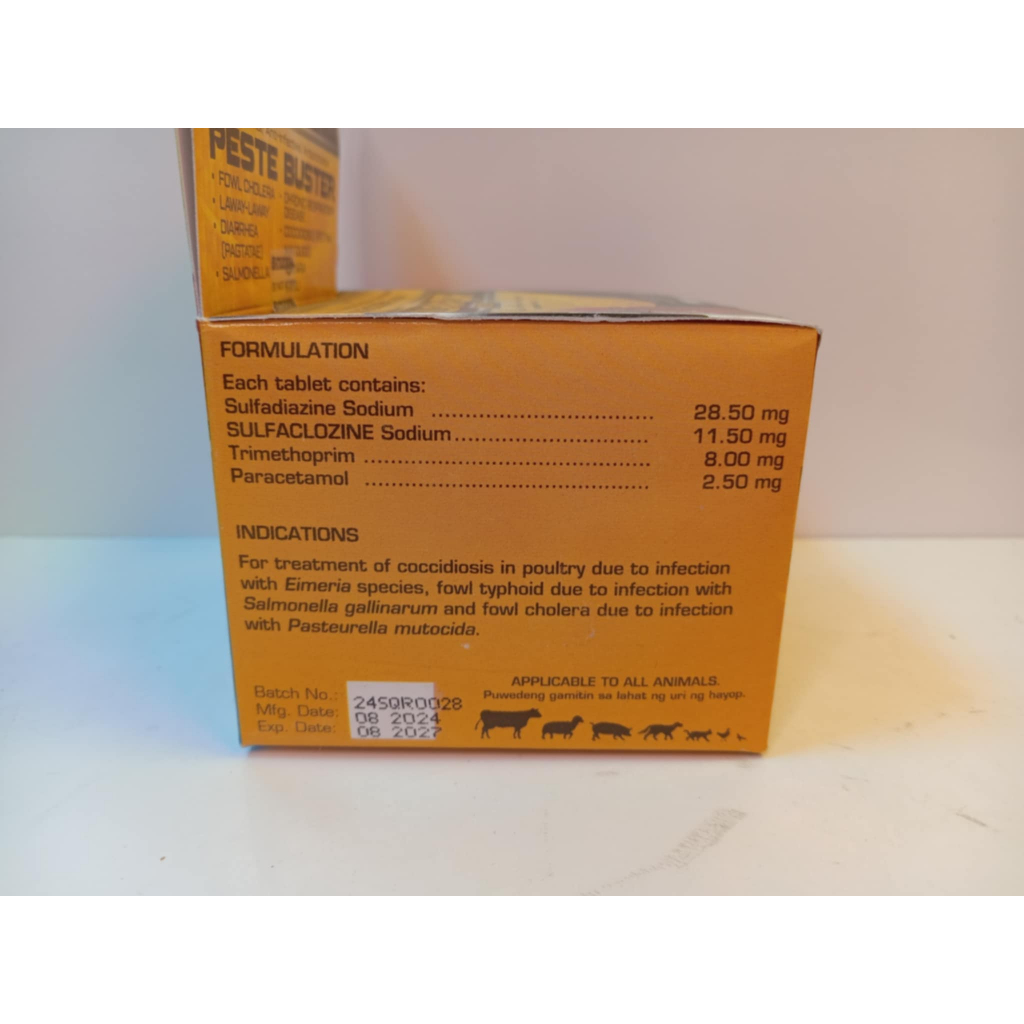 PESTE BUSTER
• FOWL CHOLERA
• LAWAY-LAWAY
• DIARRHEA
(PAGTATAE)
• SALMONELLA
FORMULATION
Each tablet contains:
Sulfadiazine Sodium ................................. 28.50 mg
SULFACLOZINE Sodium............................. 11.50 mg
Trimethoprim ........................................... 8.00 mg
Paracetamol .......................................... 2.50 mg
INDICATIONS
For treatment of coccidiosis in poultry due to infection
with Eimeria species, fowl typhoid due to infection with
Salmonella gallinarum and fowl cholera due to infection
with Pasteurella mutocida.
APPLICABLE TO ALL ANIMALS.
Puwedeng gamitin sa lahat ng uri ng hayop.
Batch No.: 24SQR0028
Mfg. Date: 08 2024
Exp. Date: 08 2027